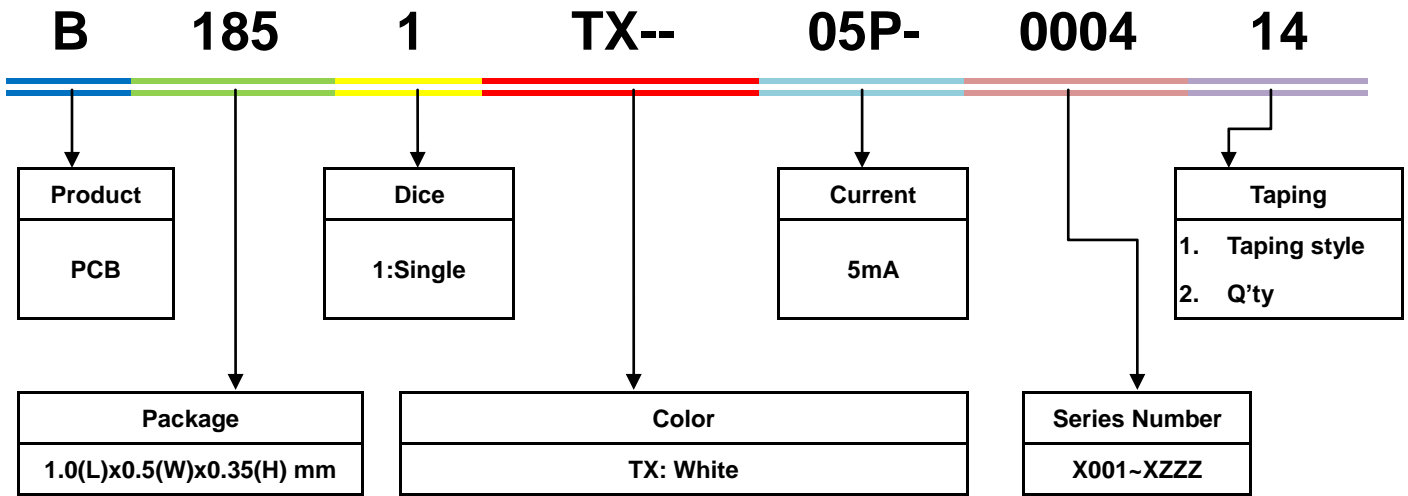 B 185 1 TX-- 05P- 0004 14
Product
PCB
Dice
1:Single
Current
5mA
Taping
1. Taping style
2. Q’ty
Package
1.0(L)x0.5(W)x0.35(H) mm
Color
TX: White
Series Number
X001~XZZZ